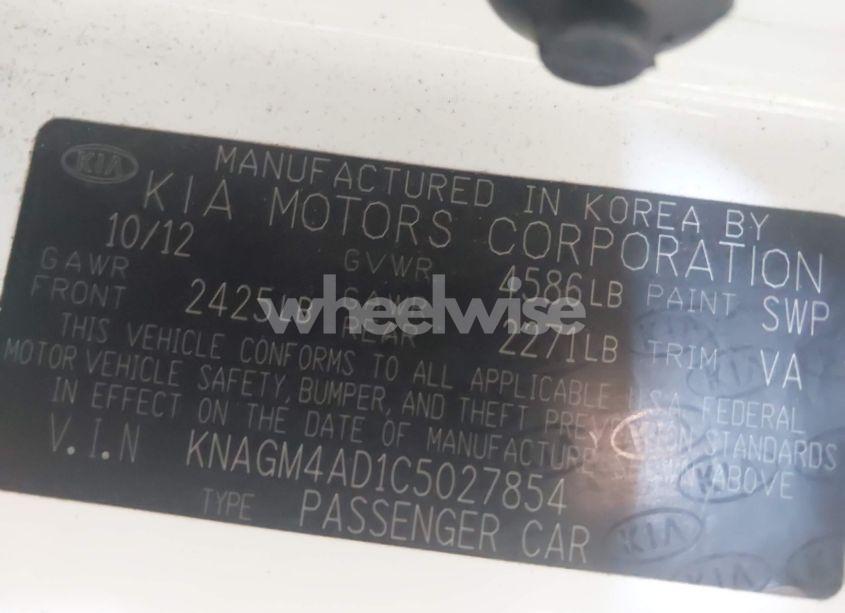 KIA
MANUFACTURED IN KOREA BY
KIA MOTORS CORPORATION
10/12
GAWR GVWR 4586LB PAINT SWP
FRONT 2425LB REAR 2271LB TRIM VA
wheelwise
THIS VEHICLE CONFORMS TO ALL APPLICABLE FEDERAL
MOTOR VEHICLE SAFETY, BUMPER, AND THEFT STANDARDS
IN EFFECT ON THE DATE OF MANUFACTURE ABOVE
V.I.N KNAGM4AD1C5027854
TYPE PASSENGER CAR
KIA
KIA